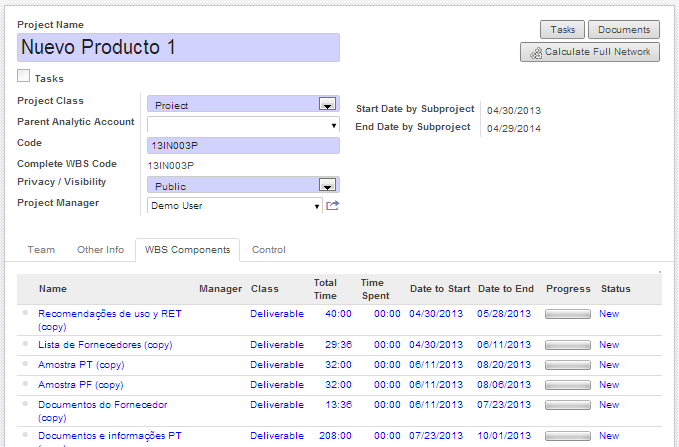 Project Name
Nuevo Producto 1
Tasks Documents
Calculate Full Network
Tasks
Project Class Project
Parent Analytic Account
Code 13IN003P
Complete WBS Code 13IN003P
Privacy / Visibility Public
Project Manager Demo User
Start Date by Subproject 04/30/2013
End Date by Subproject 04/29/2014
Team Other Info WBS Components Control
Name Manager Class Total Time Time Spent Date to Start Date to End Progress Status
Recomendações de uso y RET (copy) Deliverable 40:00 00:00 04/30/2013 05/28/2013 New
Lista de Fornecedores (copy) Deliverable 29:36 00:00 04/30/2013 06/11/2013 New
Amostra PT (copy) Deliverable 32:00 00:00 06/11/2013 08/20/2013 New
Amostra PF (copy) Deliverable 32:00 00:00 06/11/2013 08/06/2013 New
Documentos do Fornecedor (copy) Deliverable 13:36 00:00 06/11/2013 07/23/2013 New
Documentos e informações PT Deliverable 208:00 00:00 07/23/2013 10/01/2013 New